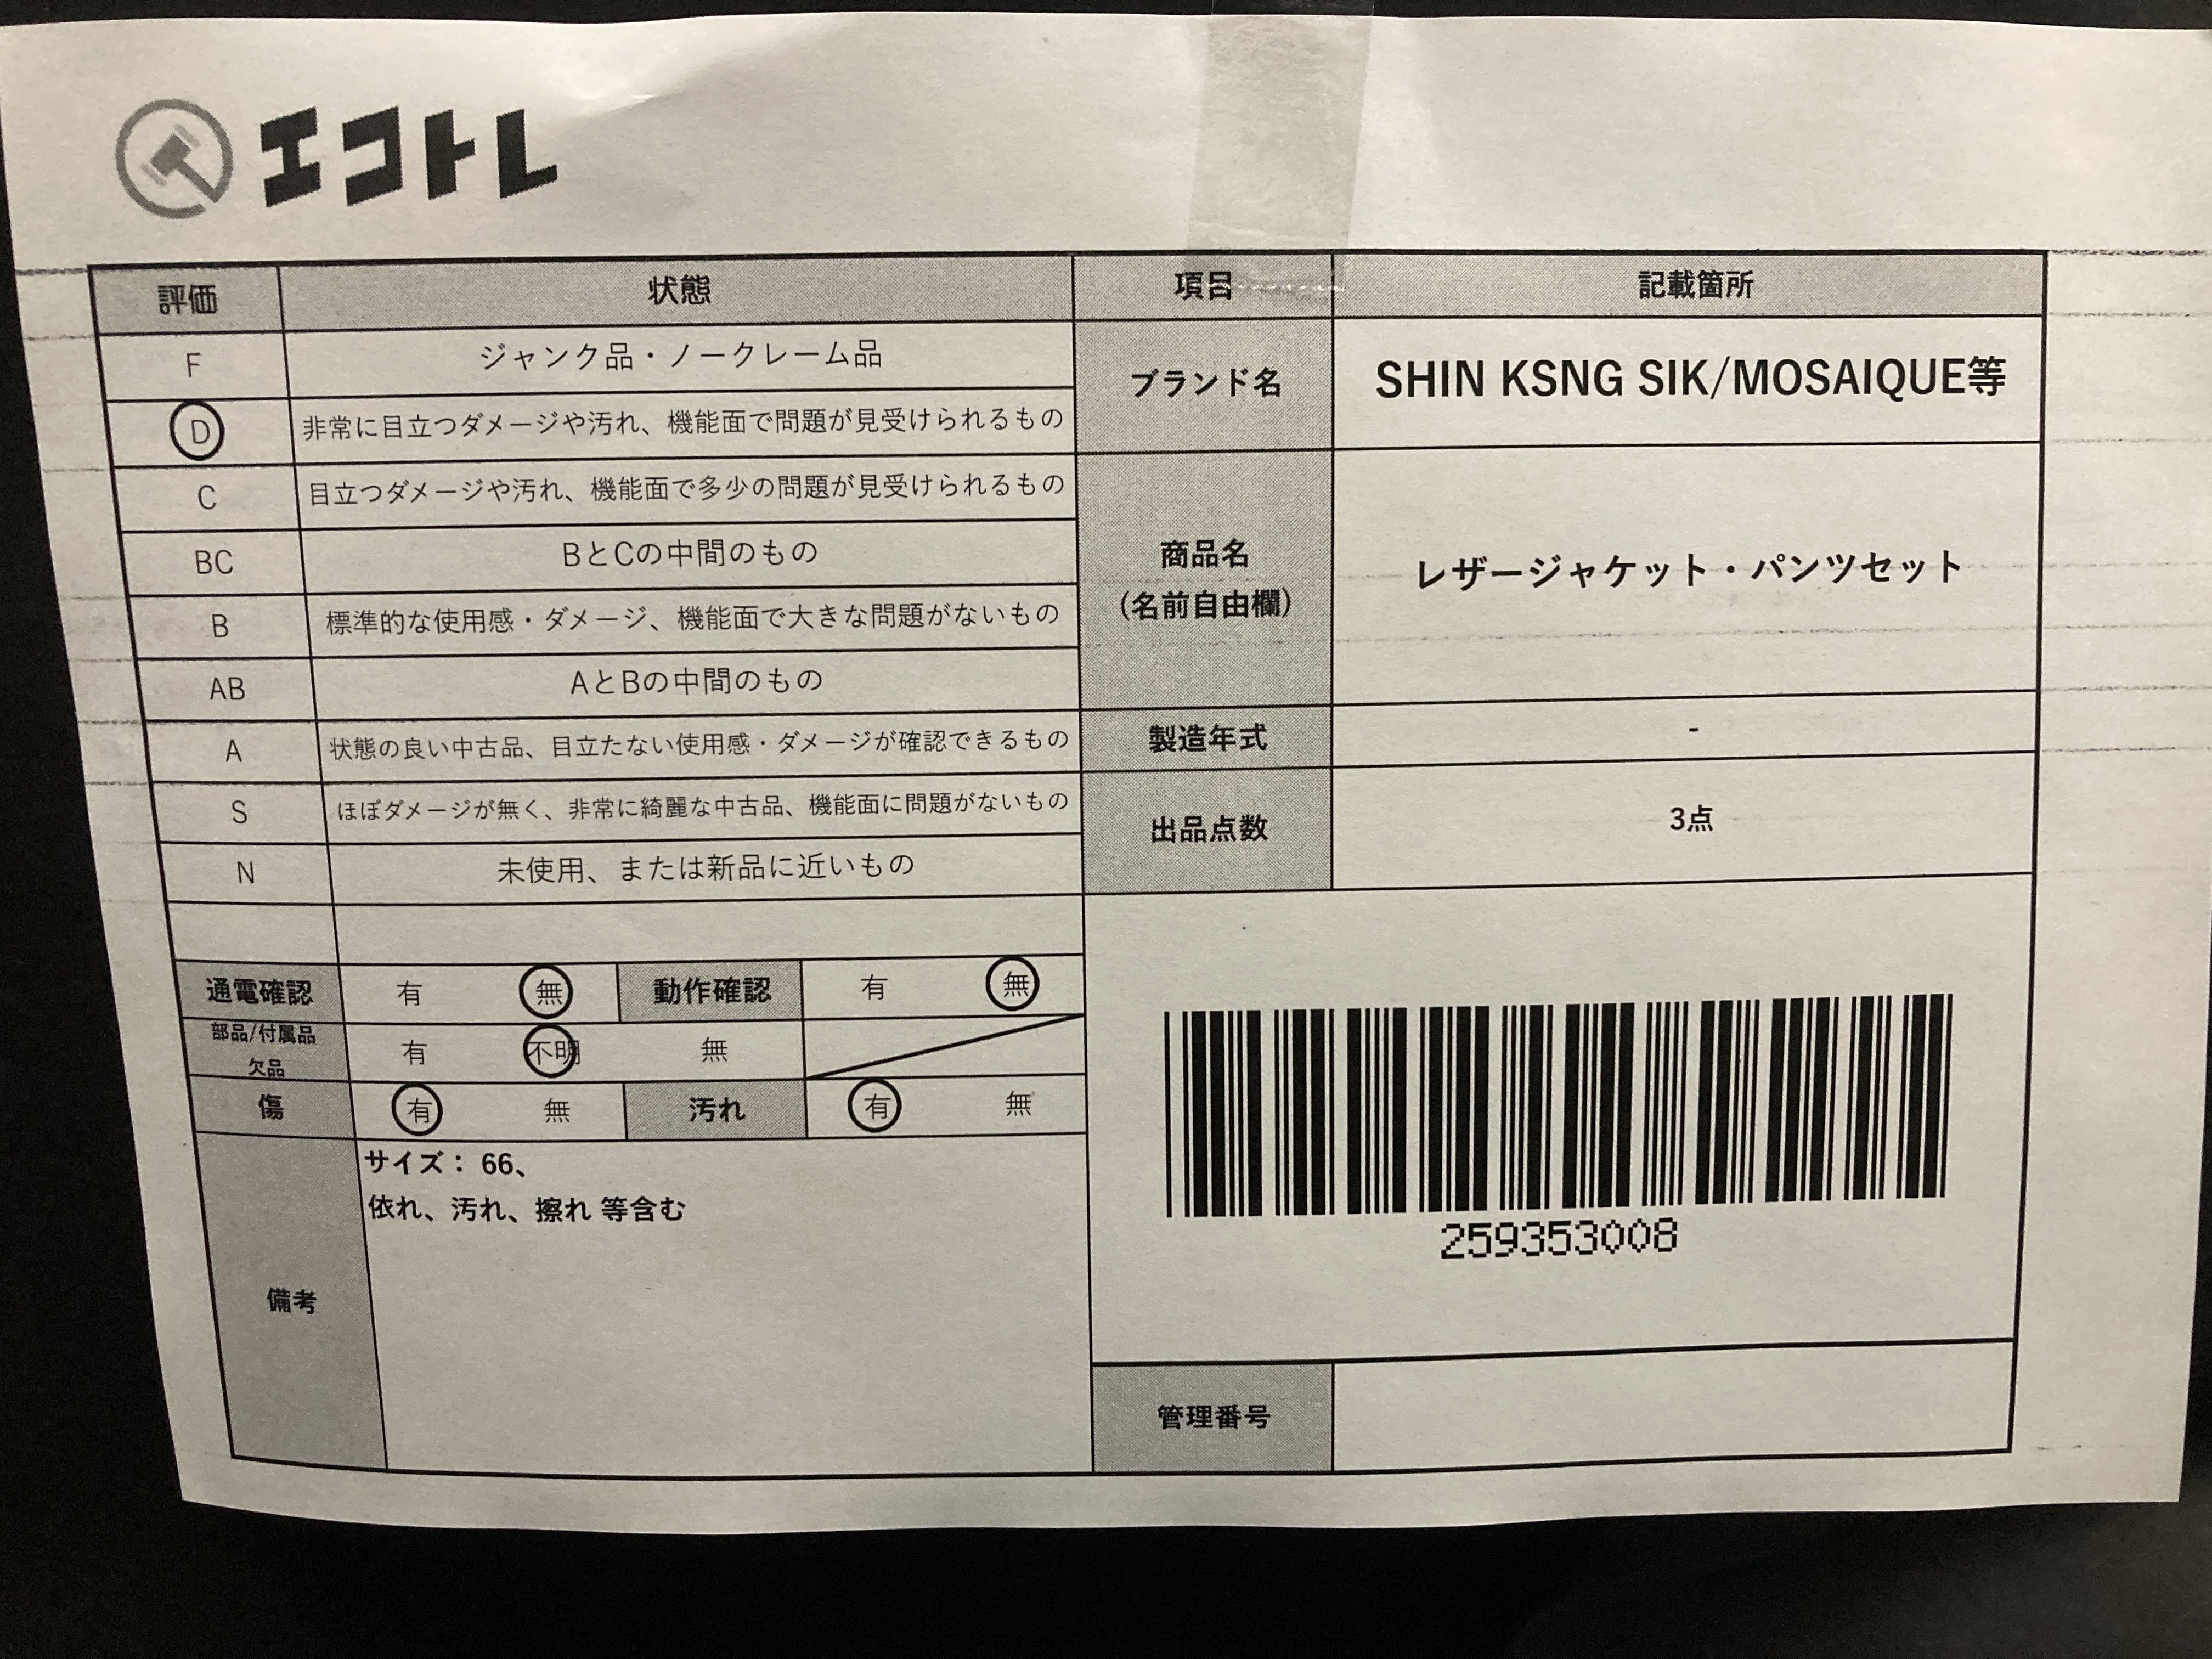 エコトレ
評価 状態 項目 記載箇所
F ジャンク品・ノークレーム品
D 非常に目立つダメージや汚れ、機能面で問題が見受けられるもの
ブランド名 SHIN KSNG SIK/MOSAIQUE等
C 目立つダメージや汚れ、機能面で多少の問題が見受けられるもの
BC BとCの中間のもの
B 標準的な使用感・ダメージ、機能面で大きな問題がないもの
AB AとBの中間のもの
商品名
(名前自由欄)
レザージャケット・パンツセット
A 状態の良い中古品、目立たない使用感・ダメージが確認できるもの
製造年式 -
S ほぼダメージが無く、非常に綺麗な中古品、機能面に問題がないもの
N 未使用、または新品に近いもの
出品点数 3点
通電確認 有 無 動作確認 有 無
部品/付属品
欠品
有 不明 無
傷 有 無 汚れ 有 無
備考
サイズ： 66、
依れ、汚れ、擦れ 等含む
259353008
管理番号